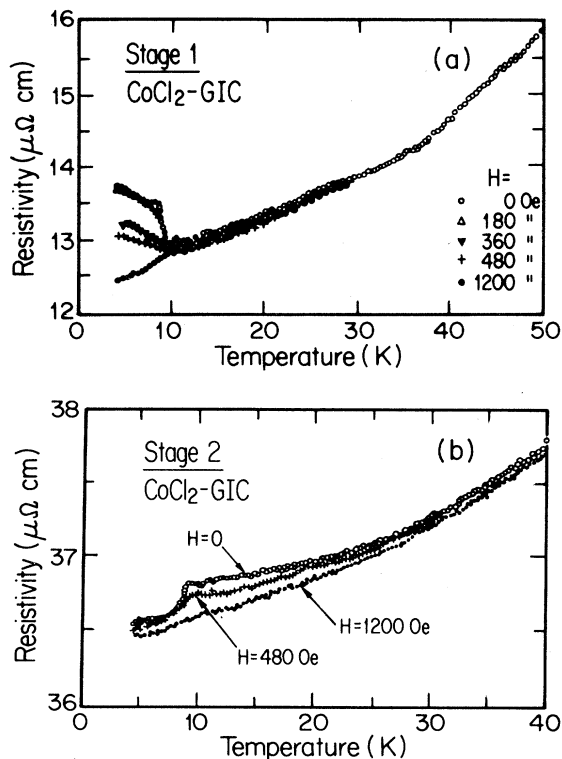 16
15
14
13
12
Resistivity (μΩ cm)
Stage 1
CoCl₂-GIC
(a)
H=
○ 0 Oe
△ 180 "
▼ 360 "
+ 480 "
● 1200 "
0 10 20 30 40 50
Temperature (K)
38
37
36
Resistivity (μΩ cm)
Stage 2
CoCl₂-GIC
(b)
H=0
H=1200 Oe
H=480 Oe
0 10 20 30 40
Temperature (K)